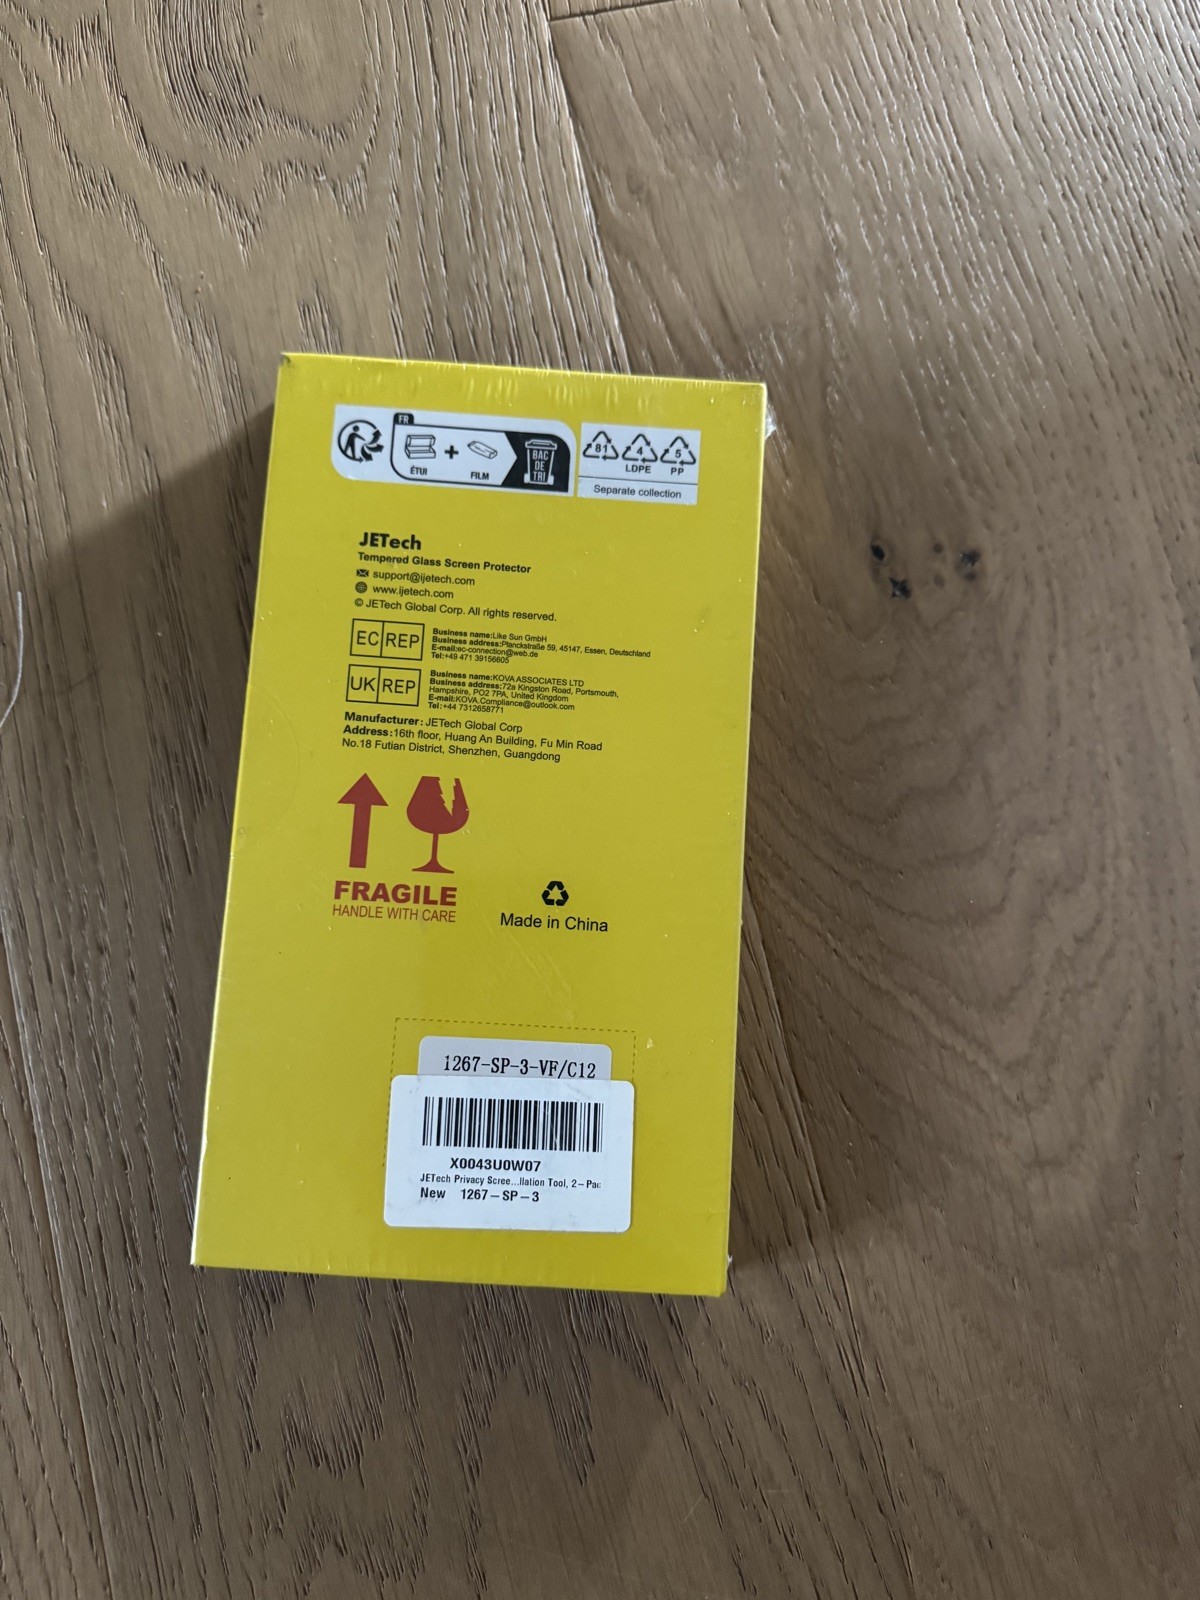 FR
ÉTUI
+
FILM
BAC
DE
TRI
81
4
LDPE
5
PP
Separate collection
JETech
Tempered Glass Screen Protector
support@ijetech.com
www.ijetech.com
© JETech Global Corp. All rights reserved.
EC REP
Business name:Like Sun GmbH
Business address:Planckstraße 59, 45147, Essen, Deutschland
E-mail:ec-connection@web.de
Tel:+49 471 39156605
UK REP
Business name:KOVA ASSOCIATES LTD
Business address:72a Kingston Road, Portsmouth,
Hampshire, PO2 7PA, United Kingdom
E-mail:KOVA.Compliance@outlook.com
Tel:+44 7312658771
Manufacturer: JETech Global Corp
Address:16th floor, Huang An Building, Fu Min Road
No.18 Futian District, Shenzhen, Guangdong
FRAGILE
HANDLE WITH CARE
Made in China
1267-SP-3-VF/C12
X0043U0W07
JETech Privacy Scree...llation Tool, 2-Pac
New 1267-SP-3